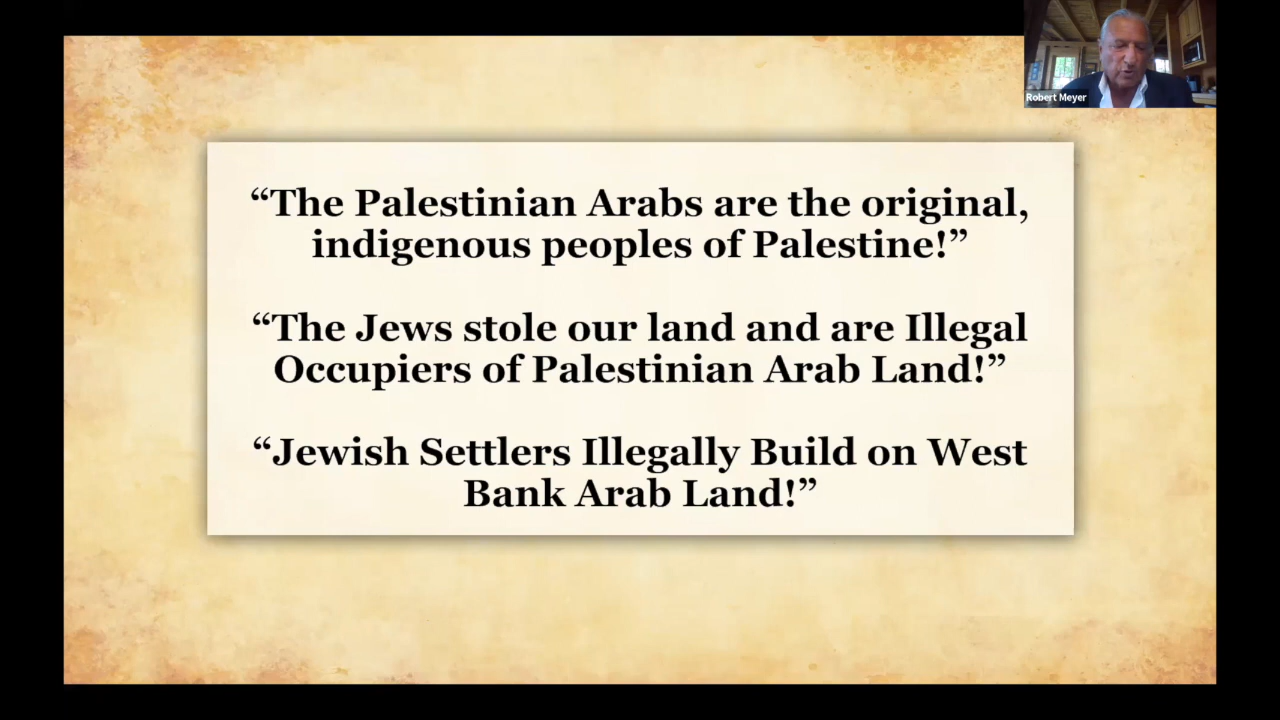 Robert Meyer
“The Palestinian Arabs are the original,
indigenous peoples of Palestine!”
“The Jews stole our land and are Illegal
Occupiers of Palestinian Arab Land!”
“Jewish Settlers Illegally Build on West
Bank Arab Land!”